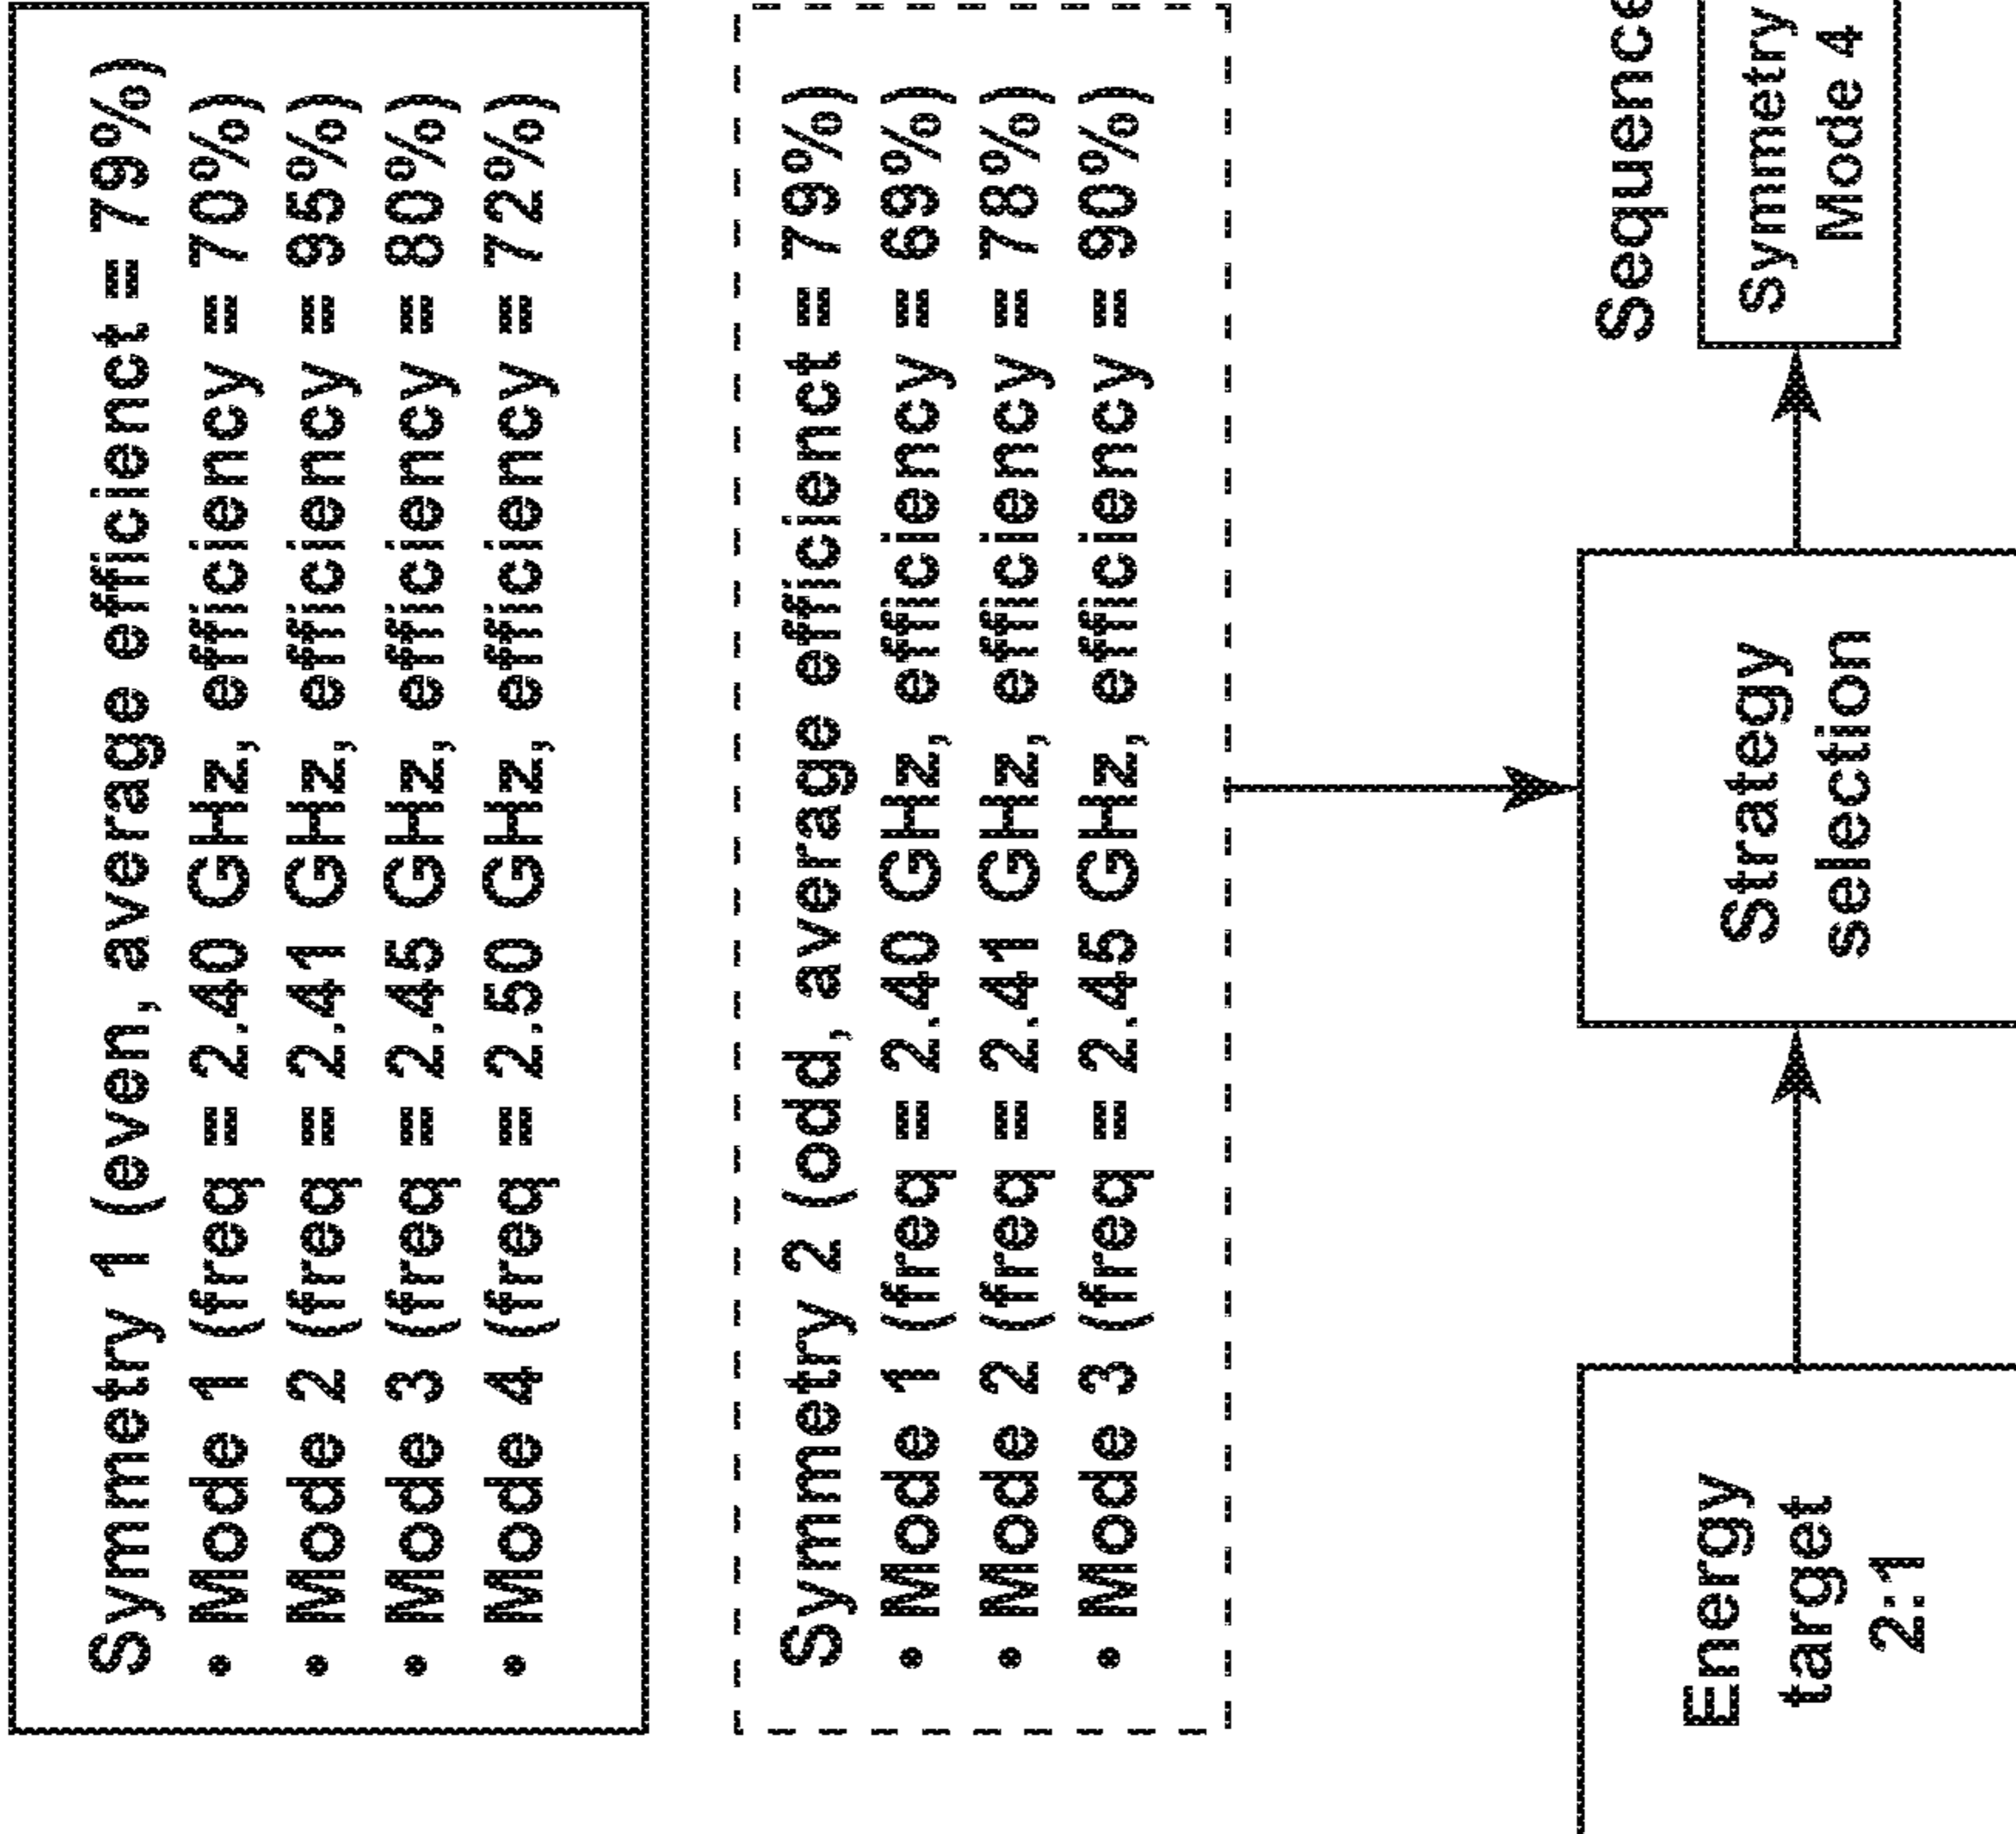 Symmetry 1 (even, average efficienct = 79%)
• Mode 1 (freq = 2.40 GHz, efficiency = 70%)
• Mode 2 (freq = 2.41 GHz, efficiency = 95%)
• Mode 3 (freq = 2.45 GHz, efficiency = 80%)
• Mode 4 (freq = 2.50 GHz, efficiency = 72%)
Symmetry 2 (odd, average efficienct = 79%)
• Mode 1 (freq = 2.40 GHz, efficiency = 69%)
• Mode 2 (freq = 2.41 GHz, efficiency = 78%)
• Mode 3 (freq = 2.45 GHz, efficiency = 90%)
Energy
target
2:1
Strategy
selection
Sequence
Symmetry
Mode 4